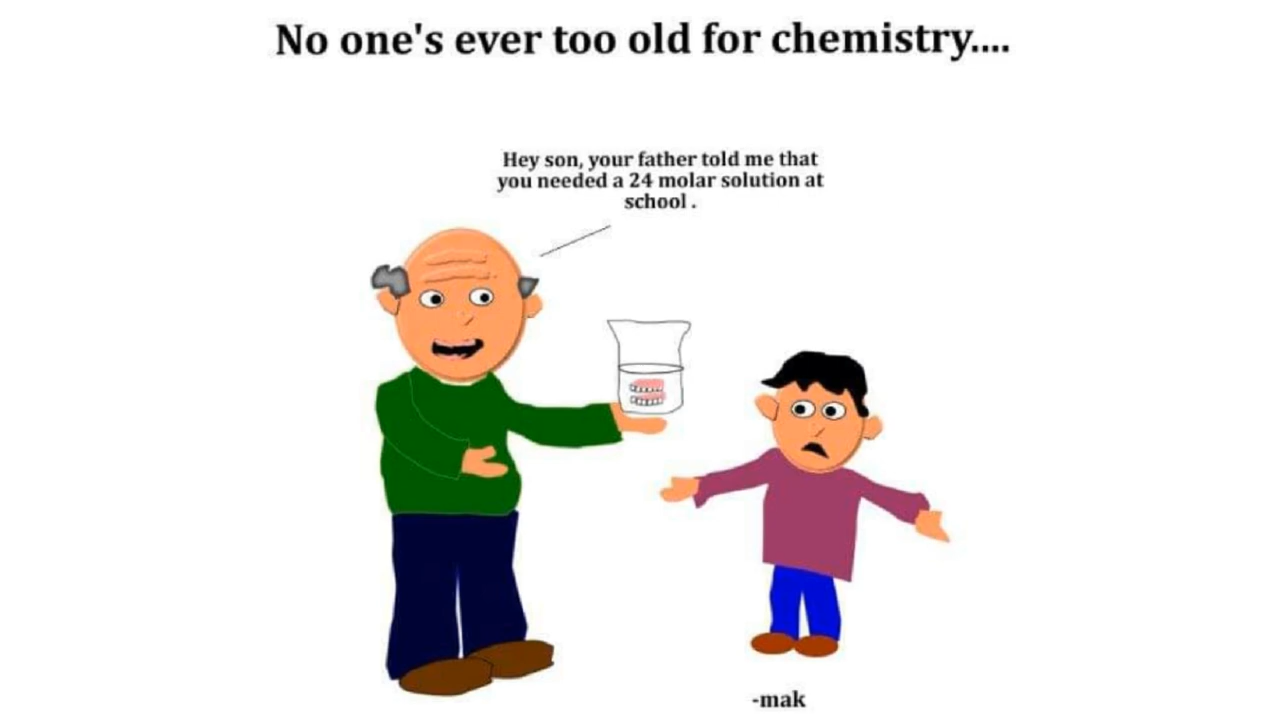 No one's ever too old for chemistry....
Hey son, your father told me that
you needed a 24 molar solution at
school .
-mak